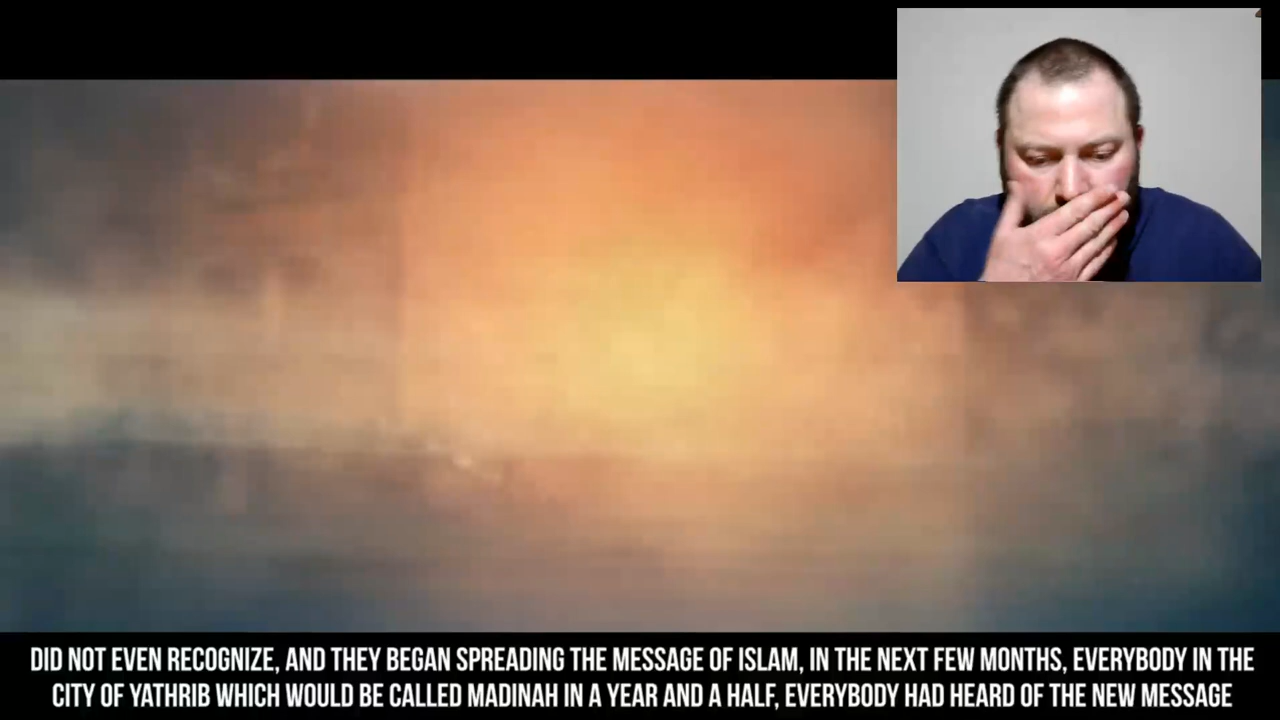 DID NOT EVEN RECOGNIZE, AND THEY BEGAN SPREADING THE MESSAGE OF ISLAM, IN THE NEXT FEW MONTHS, EVERYBODY IN THE
CITY OF YATHRIB WHICH WOULD BE CALLED MADINAH IN A YEAR AND A HALF, EVERYBODY HAD HEARD OF THE NEW MESSAGE